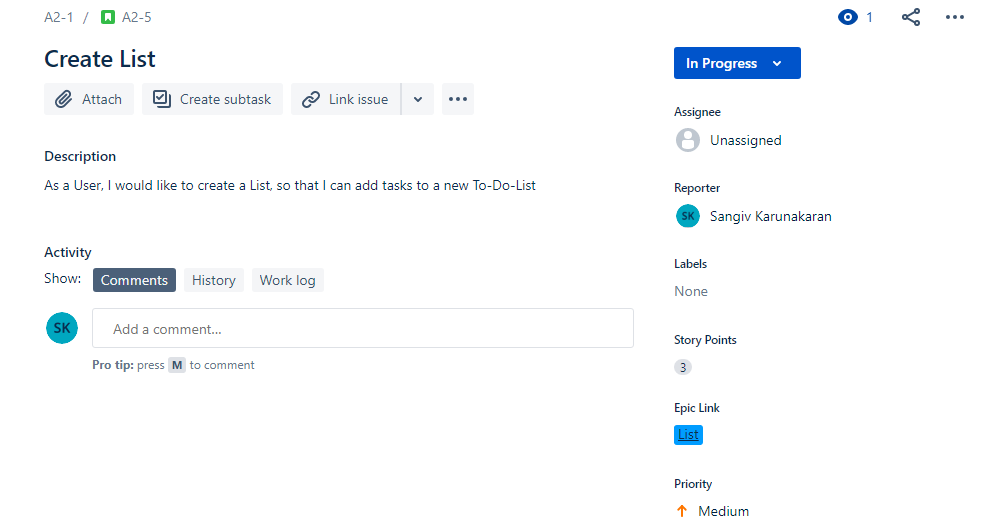 A2-1 / A2-5
1
Create List
In Progress
Attach
Create subtask
Link issue
Assignee
Unassigned
Description
As a User, I would like to create a List, so that I can add tasks to a new To-Do-List
Reporter
SK Sangiv Karunakaran
Activity
Show: Comments History Work log
Labels
None
SK Add a comment...
Pro tip: press M to comment
Story Points
3
Epic Link
List
Priority
Medium